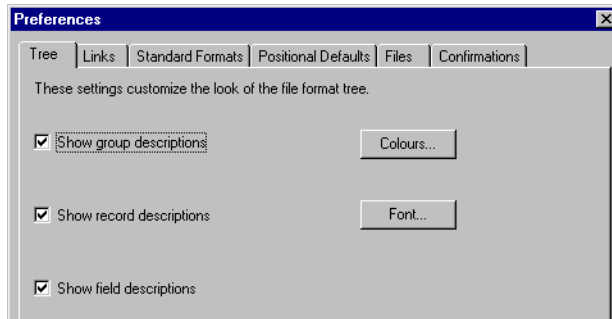 Preferences
Tree Links Standard Formats Positional Defaults Files Confirmations
These settings customize the look of the file format tree.
Show group descriptions Colours...
Show record descriptions Font...
Show field descriptions